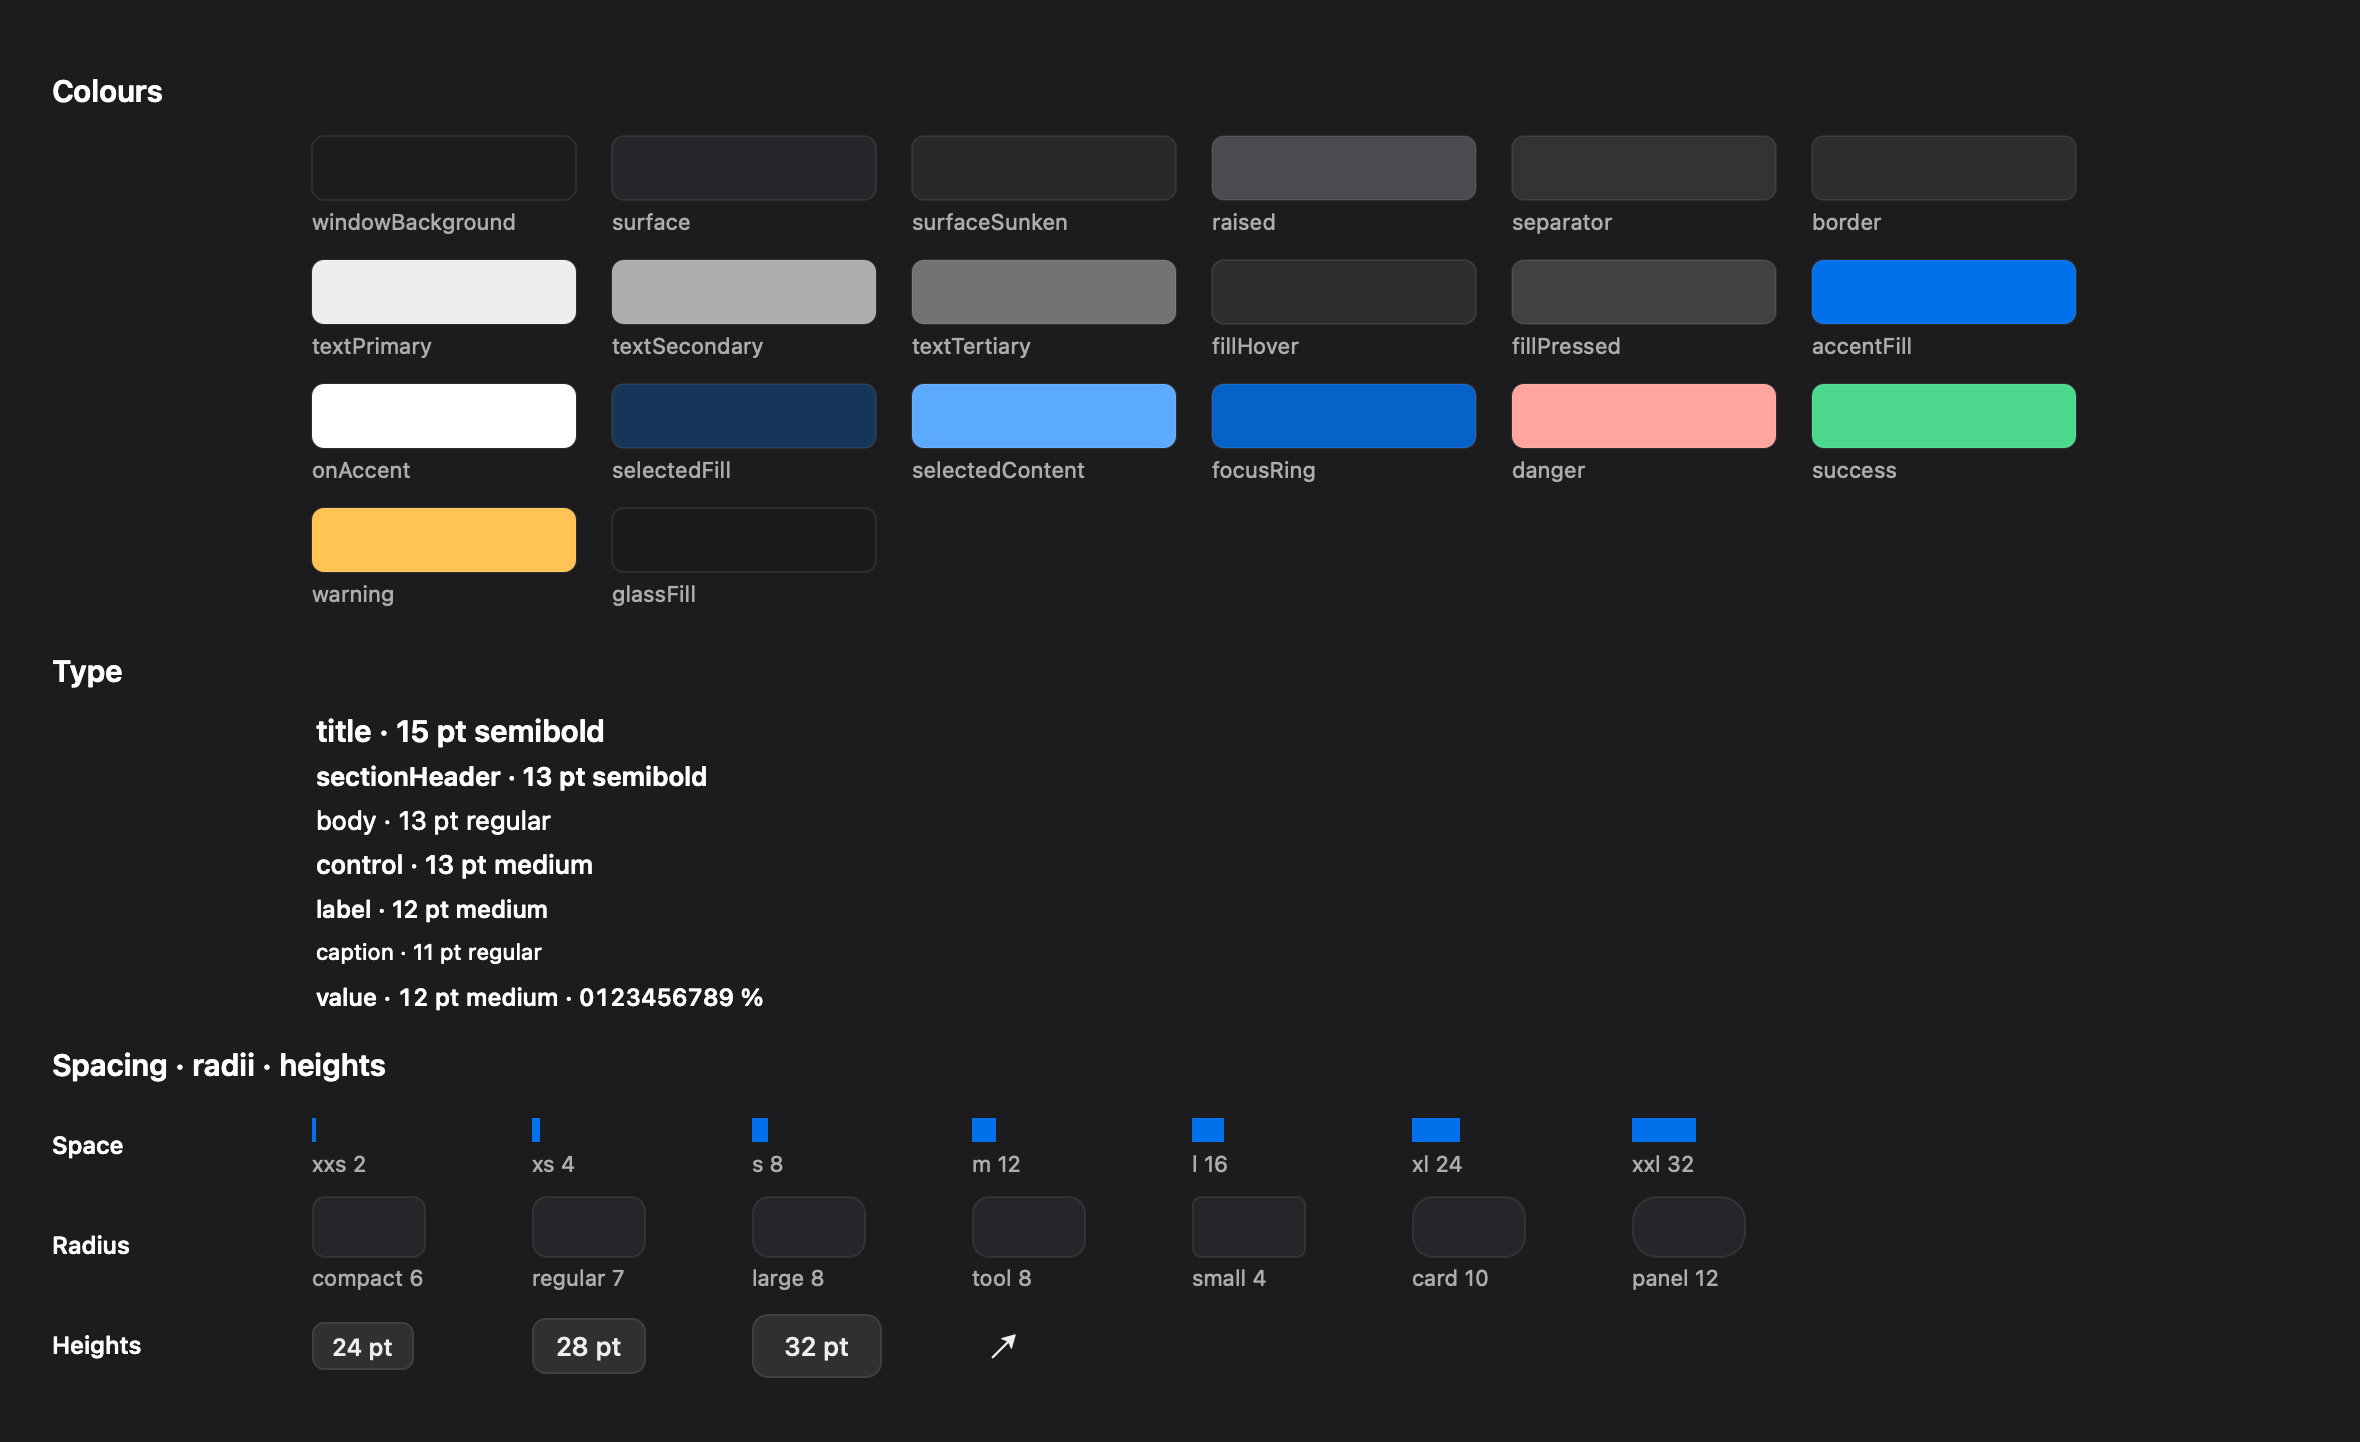 Colours
windowBackground
surface
surfaceSunken
raised
separator
border
textPrimary
textSecondary
textTertiary
fillHover
fillPressed
accentFill
onAccent
selectedFill
selectedContent
focusRing
danger
success
warning
glassFill
Type
title · 15 pt semibold
sectionHeader · 13 pt semibold
body · 13 pt regular
control · 13 pt medium
label · 12 pt medium
caption · 11 pt regular
value · 12 pt medium · 0123456789 %
Spacing · radii · heights
Space
xxs 2
xs 4
s 8
m 12
l 16
xl 24
xxl 32
Radius
compact 6
regular 7
large 8
tool 8
small 4
card 10
panel 12
Heights
24 pt
28 pt
32 pt